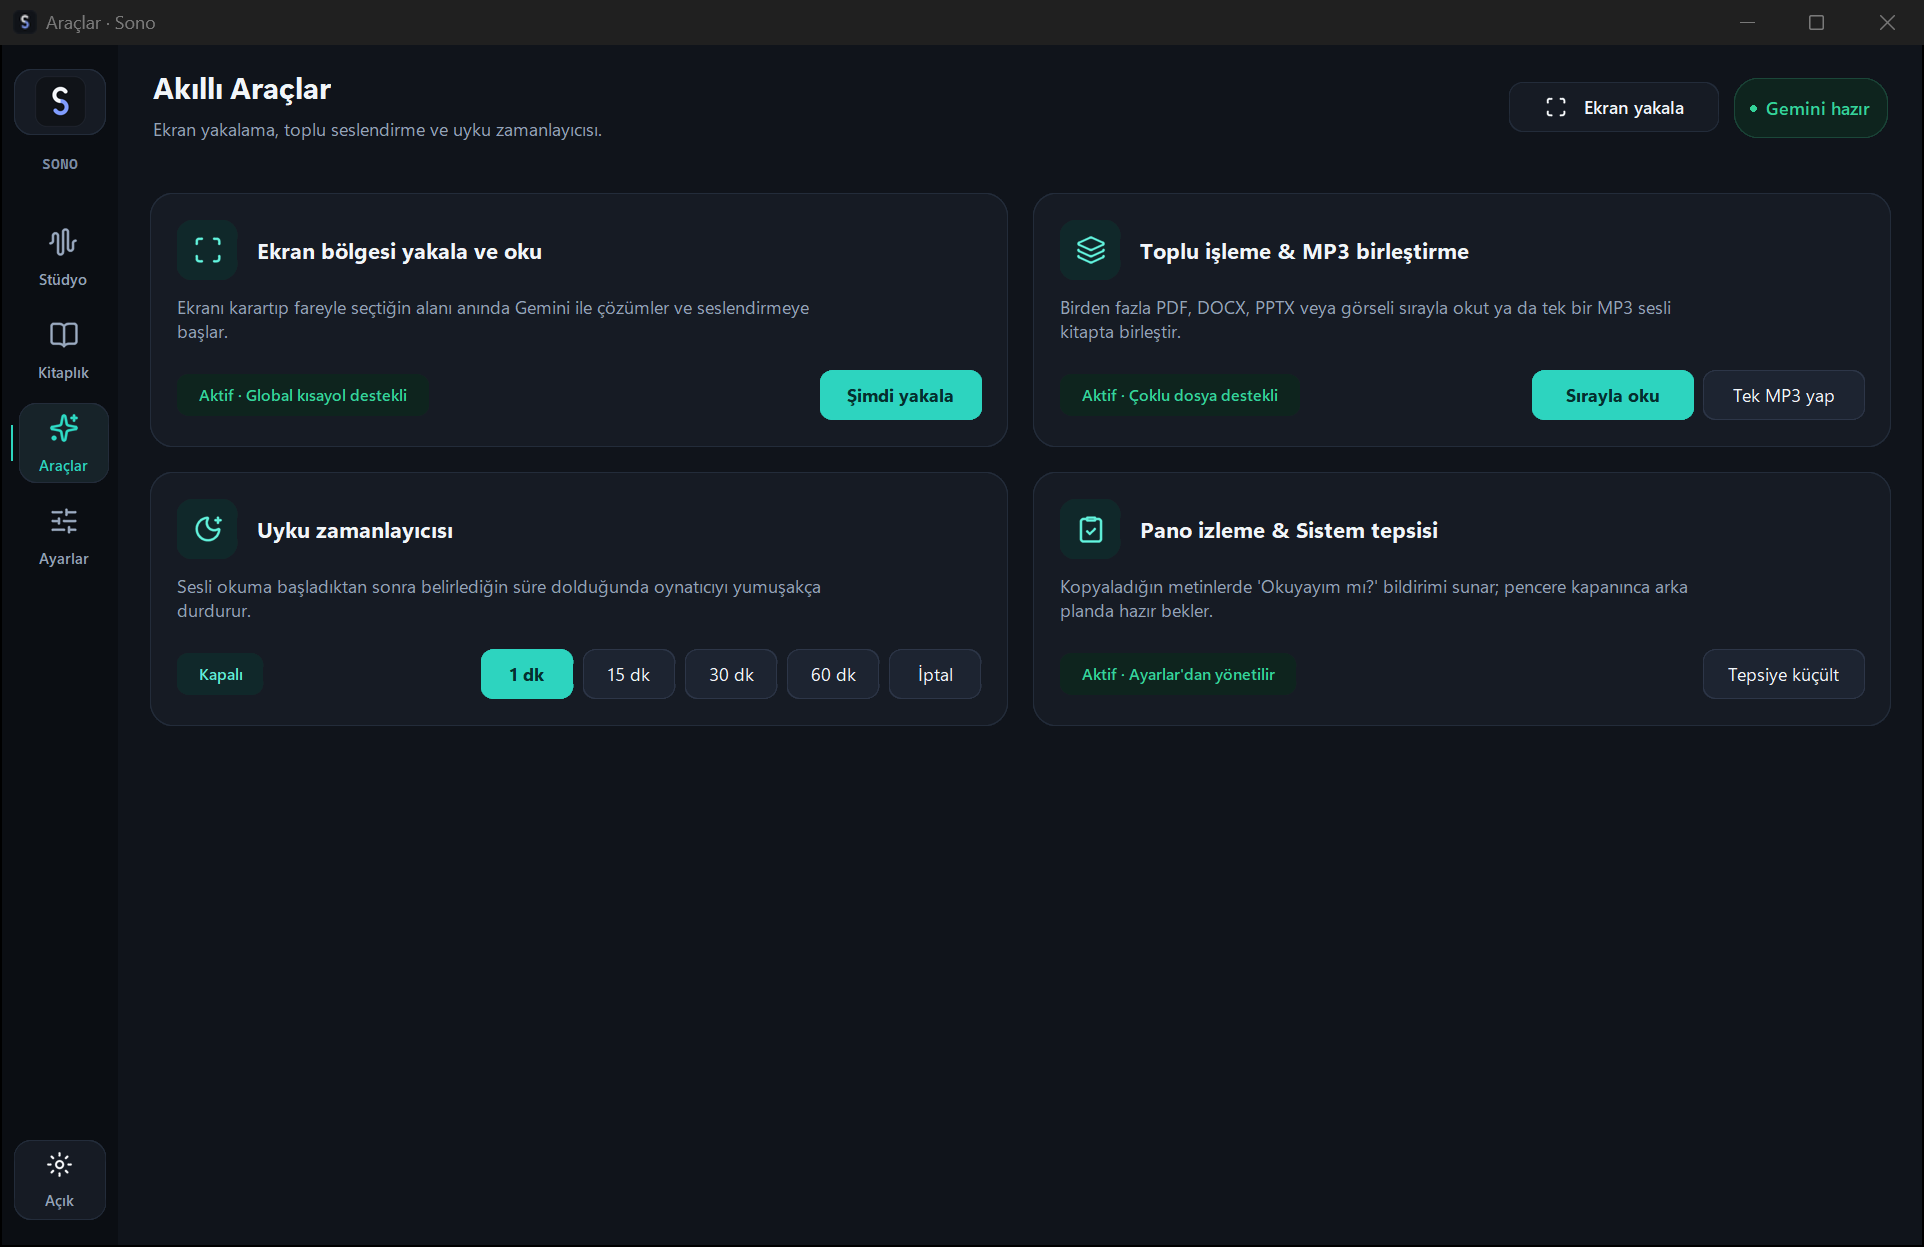 Araçlar · Sono
S
SONO
Stüdyo
Kitaplık
Araçlar
Ayarlar
Açık
Akıllı Araçlar
Ekran yakalama, toplu seslendirme ve uyku zamanlayıcısı.
Ekran yakala
Gemini hazır
Ekran bölgesi yakala ve oku
Ekranı karartıp fareyle seçtiğin alanı anında Gemini ile çözümler ve seslendirmeye
başlar.
Aktif · Global kısayol destekli
Şimdi yakala
Toplu işleme & MP3 birleştirme
Birden fazla PDF, DOCX, PPTX veya görseli sırayla okut ya da tek bir MP3 sesli
kitapta birleştir.
Aktif · Çoklu dosya destekli
Sırayla oku
Tek MP3 yap
Uyku zamanlayıcısı
Sesli okuma başladıktan sonra belirlediğin süre dolduğunda oynatıcıyı yumuşakça
durdurur.
Kapalı
1 dk
15 dk
30 dk
60 dk
İptal
Pano izleme & Sistem tepsisi
Kopyaladığın metinlerde 'Okuyayım mı?' bildirimi sunar; pencere kapanınca arka
planda hazır bekler.
Aktif · Ayarlar'dan yönetilir
Tepsiye küçült